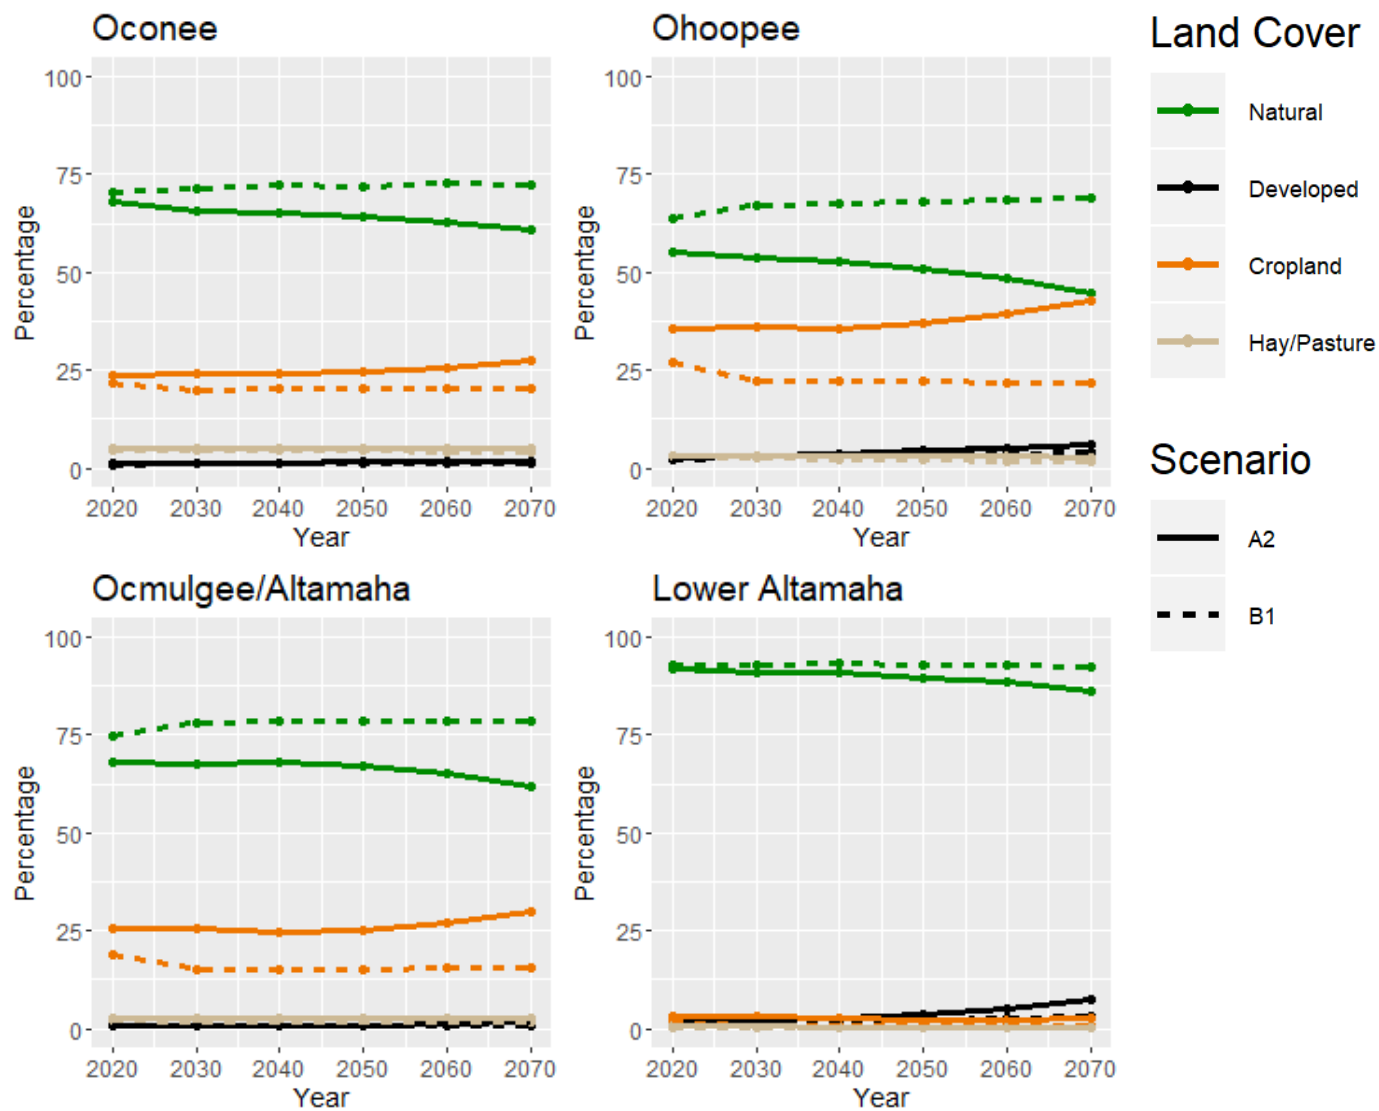 Oconee
100
75
50
25
0
Percentage
2020 2030 2040 2050 2060 2070
Year
Ohoopee
100
75
50
25
0
Percentage
2020 2030 2040 2050 2060 2070
Year
Ocmulgee/Altamaha
100
75
50
25
0
Percentage
2020 2030 2040 2050 2060 2070
Year
Lower Altamaha
100
75
50
25
0
Percentage
2020 2030 2040 2050 2060 2070
Year
Land Cover
Natural
Developed
Cropland
Hay/Pasture
Scenario
A2
B1